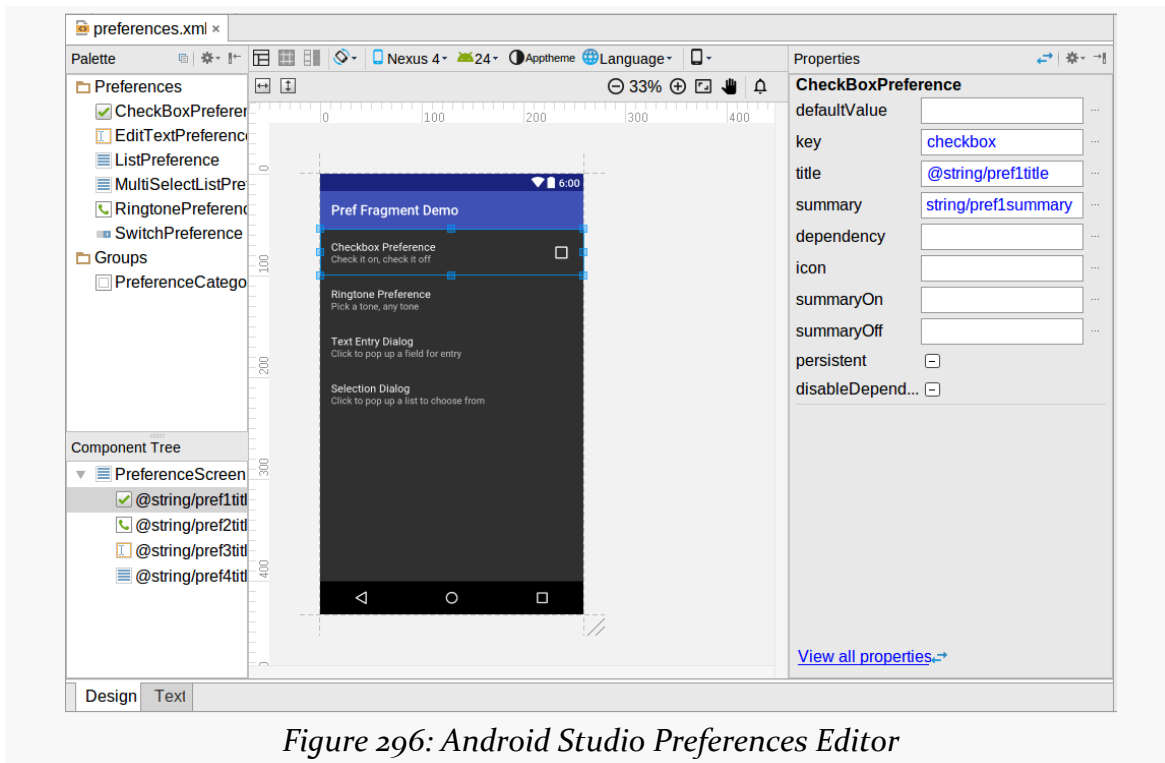 preferences.xml ×
Palette
Nexus 4
24
Apptheme
Language
Properties
33%
Preferences
CheckBoxPreferer
EditTextPreferenc
ListPreference
MultiSelectListPre
RingtonePreferenc
SwitchPreference
Groups
PreferenceCatego
0 100 200 300 400
0
100
200
300
400
6:00
Pref Fragment Demo
Checkbox Preference
Check it on, check it off
Ringtone Preference
Pick a tone, any tone
Text Entry Dialog
Click to pop up a field for entry
Selection Dialog
Click to pop up a list to choose from
Component Tree
PreferenceScreen
@string/pref1titl
@string/pref2titl
@string/pref3titl
@string/pref4titl
CheckBoxPreference
defaultValue
key checkbox
title @string/pref1title
summary string/pref1summary
dependency
icon
summaryOn
summaryOff
persistent
disableDepend...
View all properties
Design Text
Figure 296: Android Studio Preferences Editor